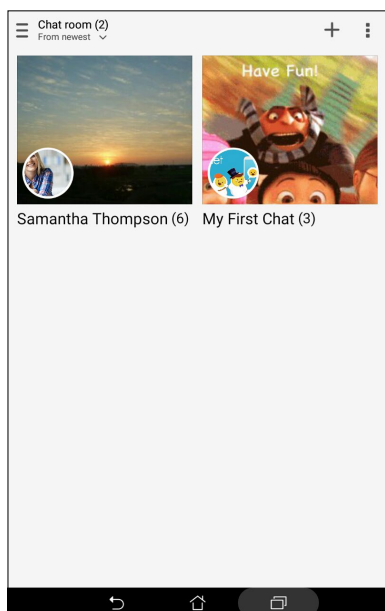 Chat room (2)
From newest
Have Fun!
Samantha Thompson (6)
My First Chat (3)